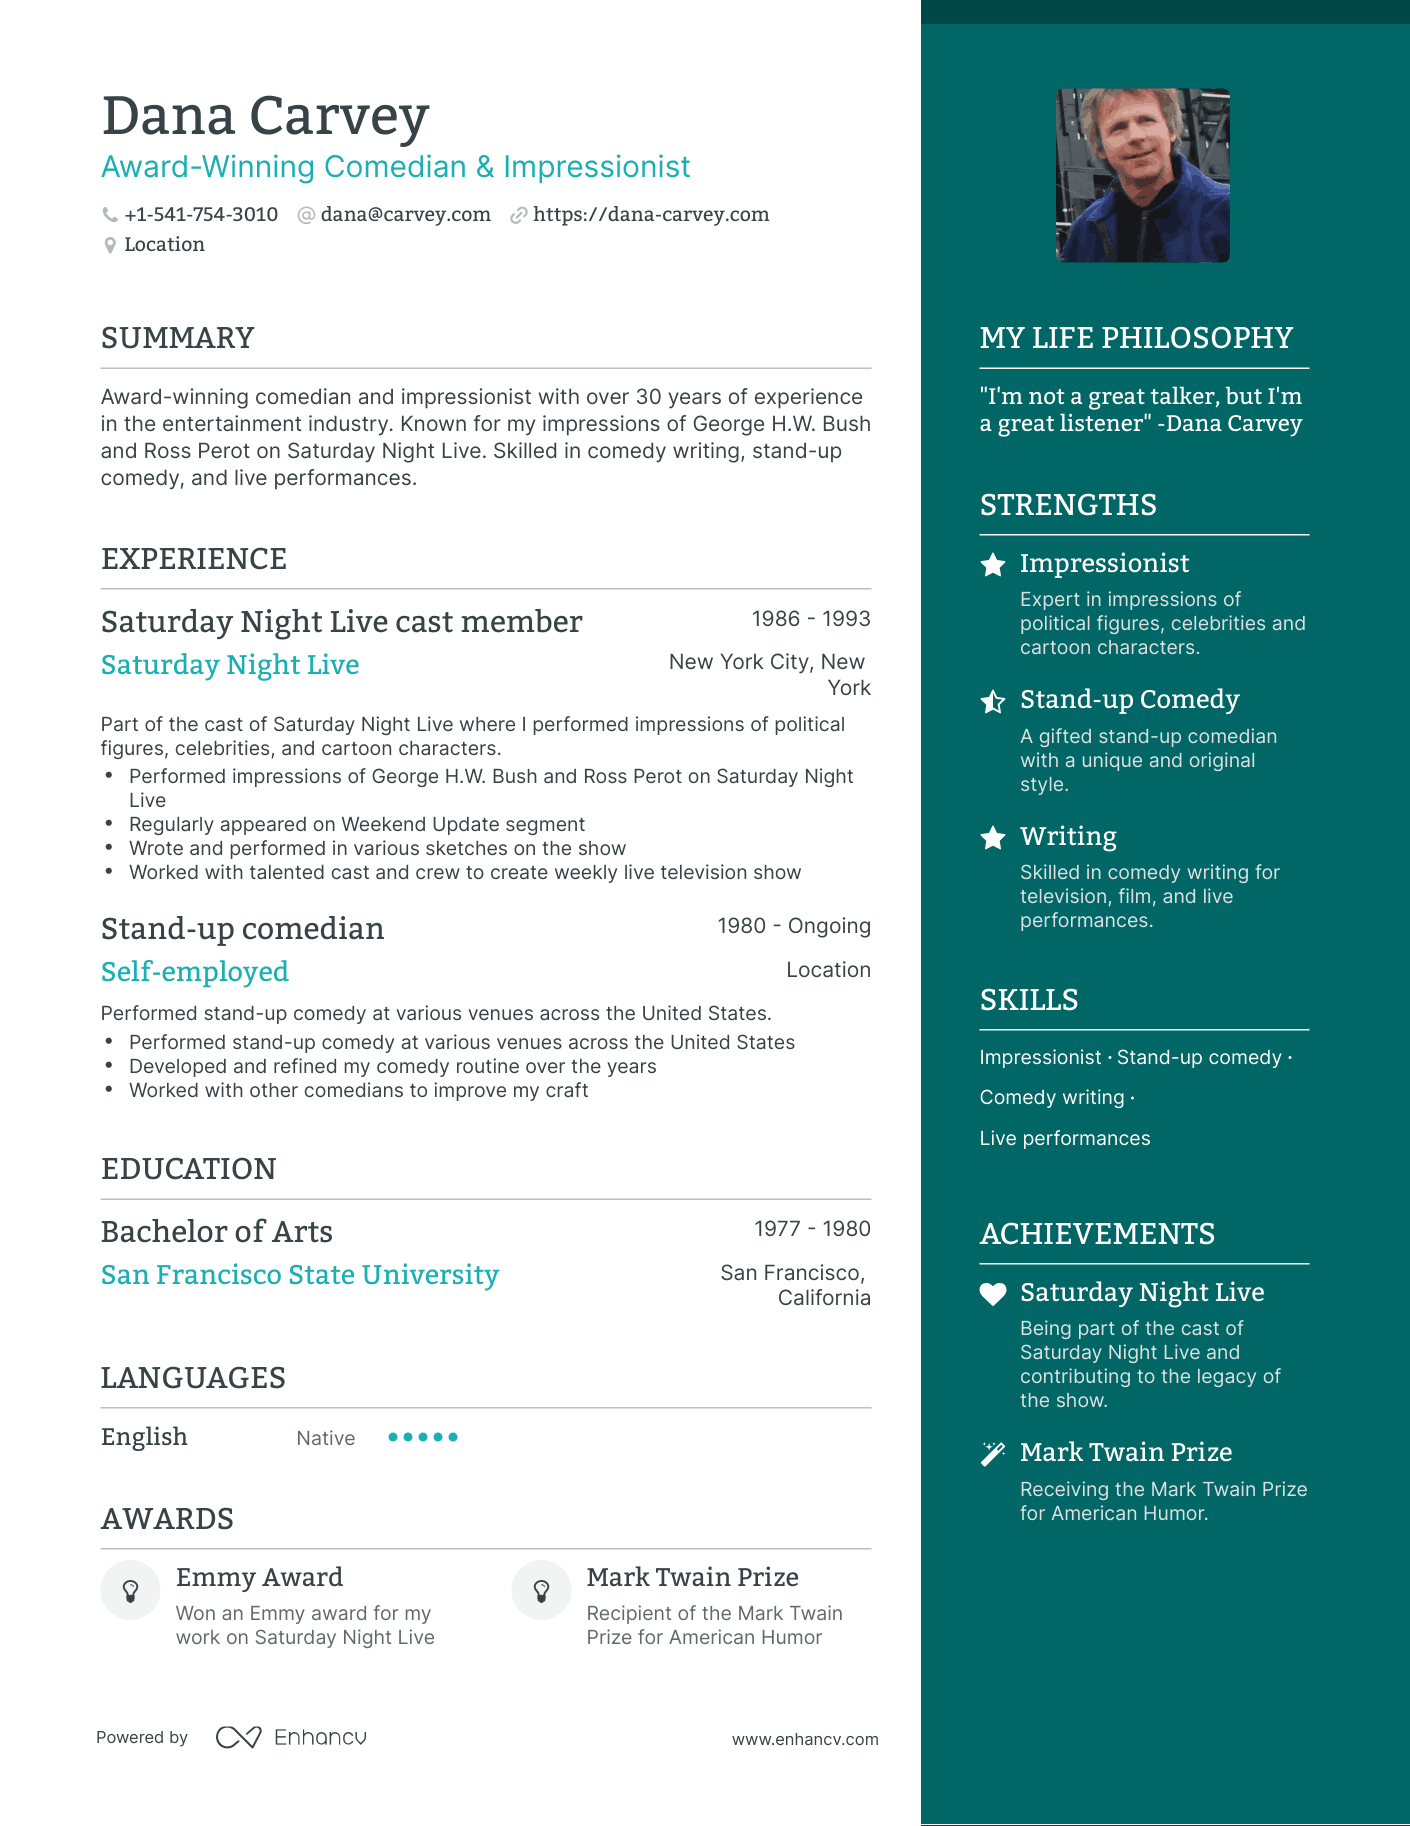 Dana Carvey
Award-Winning Comedian & Impressionist
+1-541-754-3010 dana@carvey.com https://dana-carvey.com
Location
SUMMARY
Award-winning comedian and impressionist with over 30 years of experience
in the entertainment industry. Known for my impressions of George H.W. Bush
and Ross Perot on Saturday Night Live. Skilled in comedy writing, stand-up
comedy, and live performances.
EXPERIENCE
Saturday Night Live cast member 1986 - 1993
Saturday Night Live New York City, New
York
Part of the cast of Saturday Night Live where I performed impressions of political
figures, celebrities, and cartoon characters.
• Performed impressions of George H.W. Bush and Ross Perot on Saturday Night
Live
• Regularly appeared on Weekend Update segment
• Wrote and performed in various sketches on the show
• Worked with talented cast and crew to create weekly live television show
Stand-up comedian 1980 - Ongoing
Self-employed Location
Performed stand-up comedy at various venues across the United States.
• Performed stand-up comedy at various venues across the United States
• Developed and refined my comedy routine over the years
• Worked with other comedians to improve my craft
EDUCATION
Bachelor of Arts 1977 - 1980
San Francisco State University San Francisco,
California
LANGUAGES
English Native
AWARDS
Emmy Award
Won an Emmy award for my
work on Saturday Night Live
Mark Twain Prize
Recipient of the Mark Twain
Prize for American Humor
Powered by Enhancv www.enhancv.com
MY LIFE PHILOSOPHY
"I'm not a great talker, but I'm
a great listener" -Dana Carvey
STRENGTHS
Impressionist
Expert in impressions of
political figures, celebrities and
cartoon characters.
Stand-up Comedy
A gifted stand-up comedian
with a unique and original
style.
Writing
Skilled in comedy writing for
television, film, and live
performances.
SKILLS
Impressionist · Stand-up comedy ·
Comedy writing ·
Live performances
ACHIEVEMENTS
Saturday Night Live
Being part of the cast of
Saturday Night Live and
contributing to the legacy of
the show.
Mark Twain Prize
Receiving the Mark Twain Prize
for American Humor.